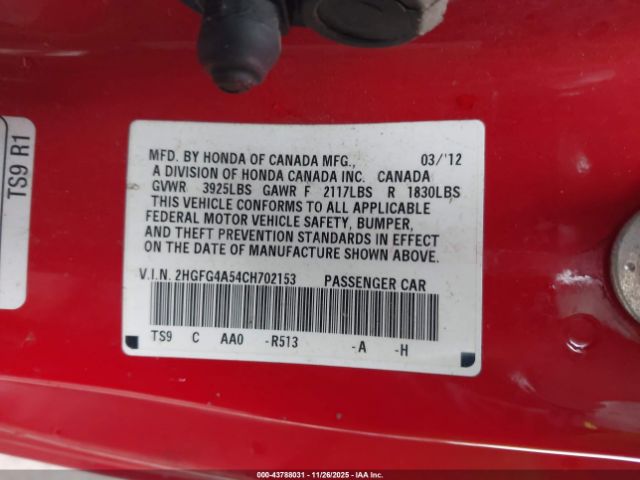 TS9 R1
MFD. BY HONDA OF CANADA MFG., 03/'12
A DIVISION OF HONDA CANADA INC. CANADA
GVWR 3925LBS GAWR F 2117LBS R 1830LBS
THIS VEHICLE CONFORMS TO ALL APPLICABLE
FEDERAL MOTOR VEHICLE SAFETY, BUMPER,
AND THEFT PREVENTION STANDARDS IN EFFECT
ON THE DATE OF MANUFACTURE SHOWN ABOVE.
V.I.N. 2HGFG4A54CH702153 PASSENGER CAR
TS9 C AA0 -R513 -A -H
000-43788031 - 11/26/2025 - IAA Inc.